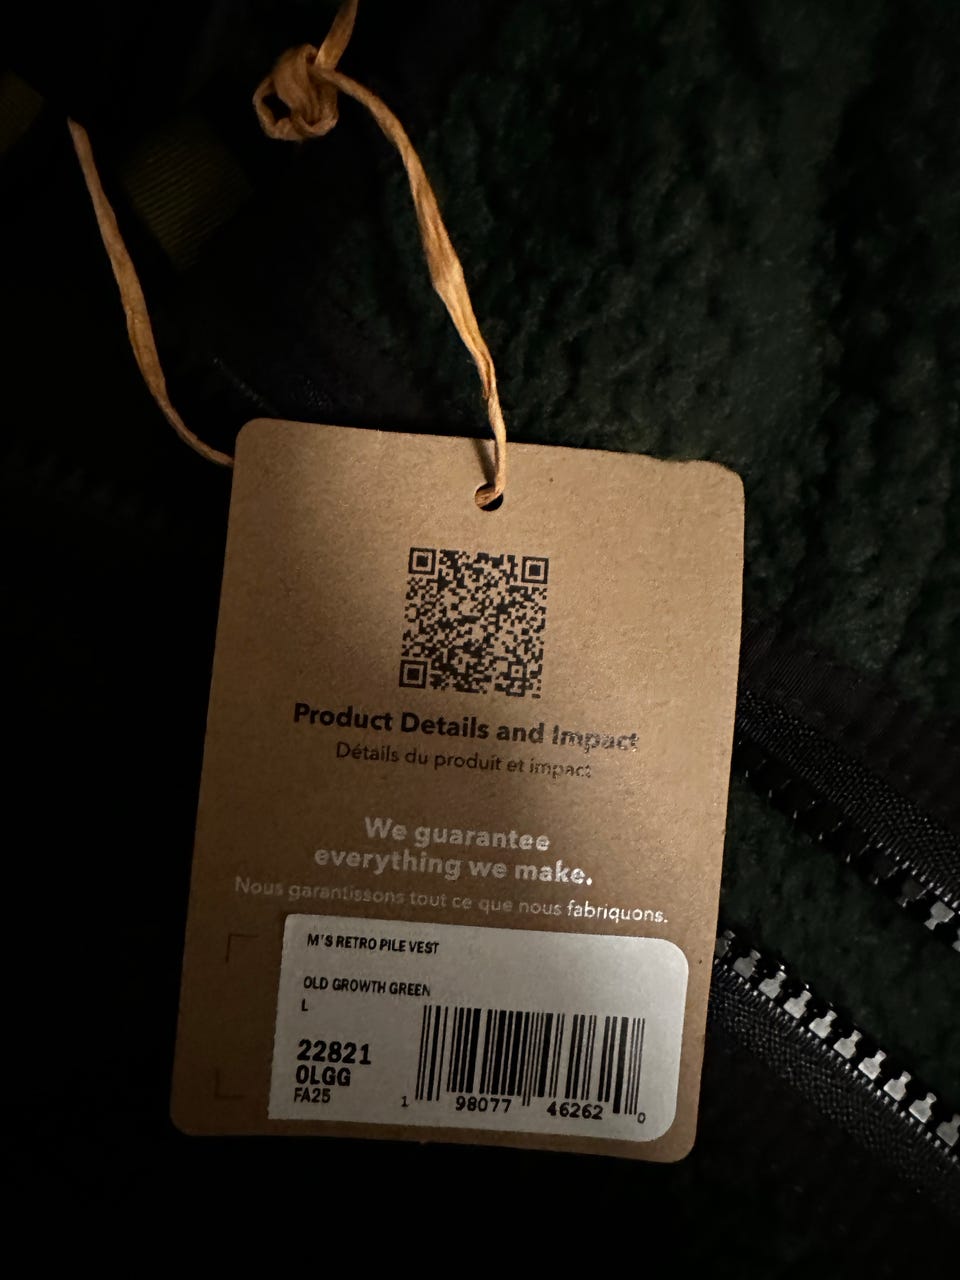 Product Details and Impact
Détails du produit et impact
We guarantee
everything we make.
Nous garantissons tout ce que nous fabriquons.
M'S RETRO PILE VEST
OLD GROWTH GREEN
L
22821
OLGG
FA25
1 98077 46262 0